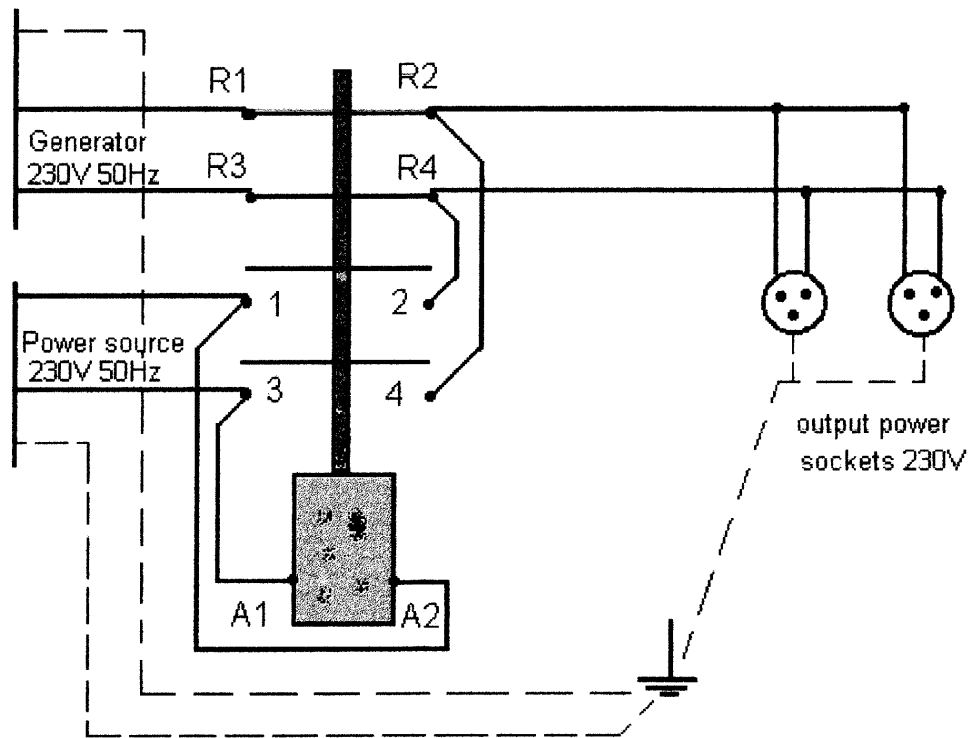 R1
R2
Generator
230V 50Hz
R3
R4
1
2
Power source
230V 50Hz
3
4
output power
sockets 230V
A1
A2